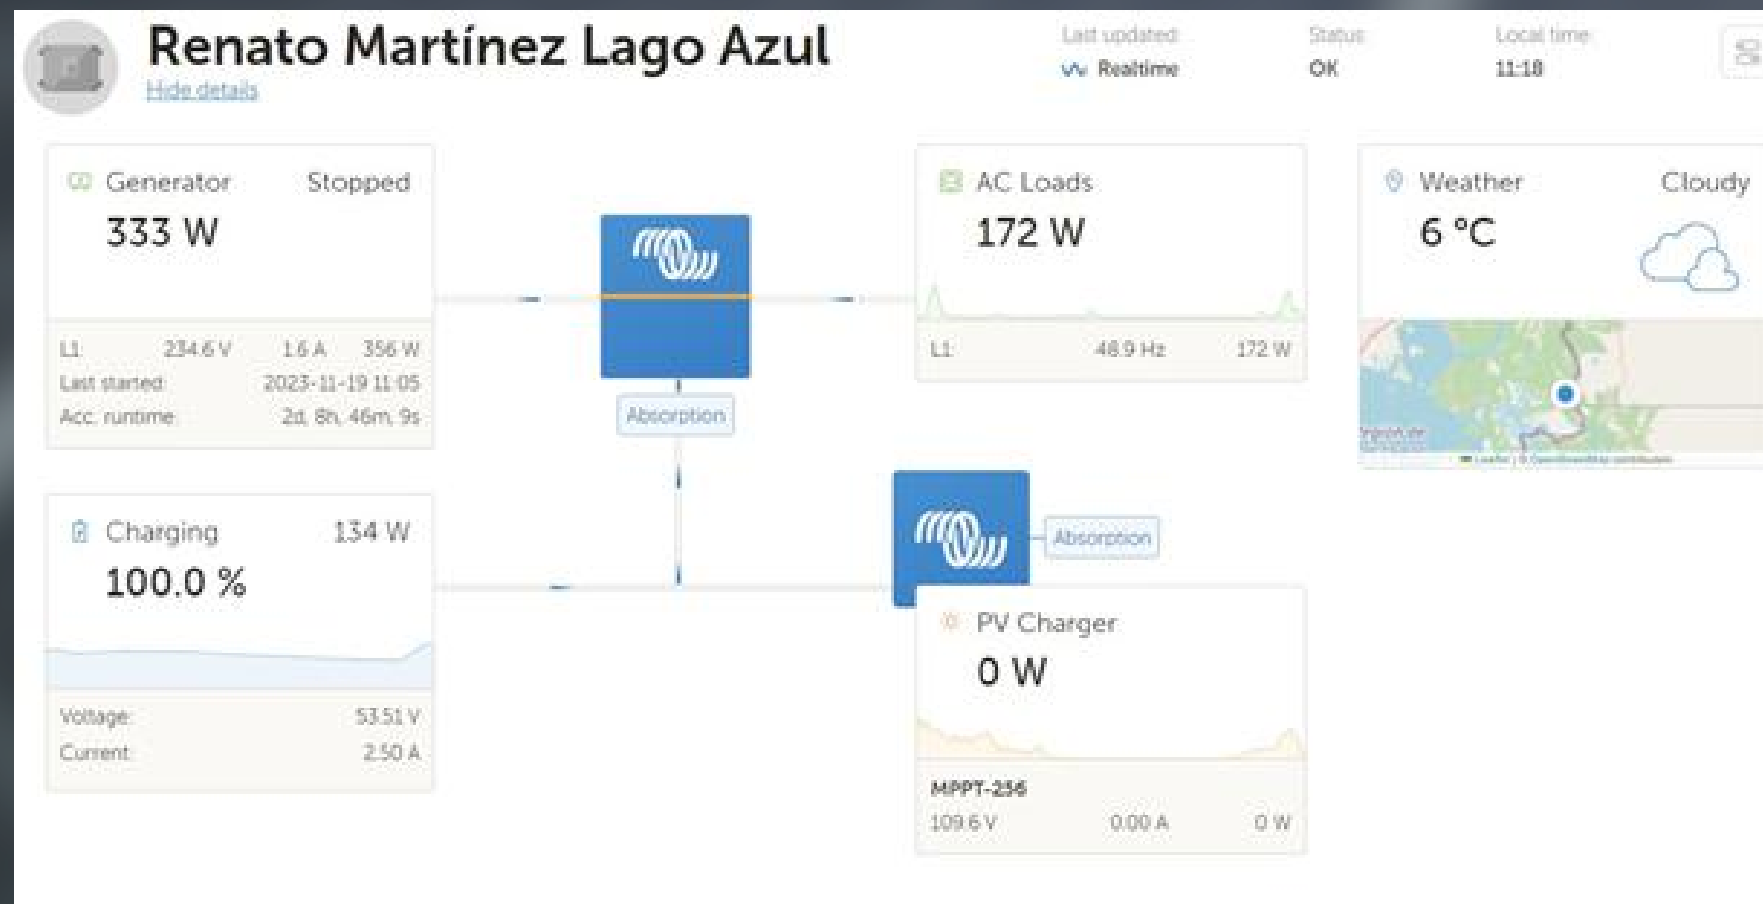 Renato Martínez Lago Azul
Hide details
Last updated:
Realtime
Status:
OK
Local time:
11:18
Generator Stopped
333 W
L1: 234.6 V 1.6 A 356 W
Last started: 2023-11-19 11:05
Acc. runtime: 2d, 8h, 46m, 9s
Absorption
AC Loads
172 W
L1: 48.9 Hz 172 W
Weather Cloudy
6 °C
Leaflet | © OpenStreetMap contributors
Charging 134 W
100.0 %
Voltage: 53.51 V
Current: 2.50 A
Absorption
PV Charger
0 W
MPPT-256
109.6 V 0.00 A 0 W